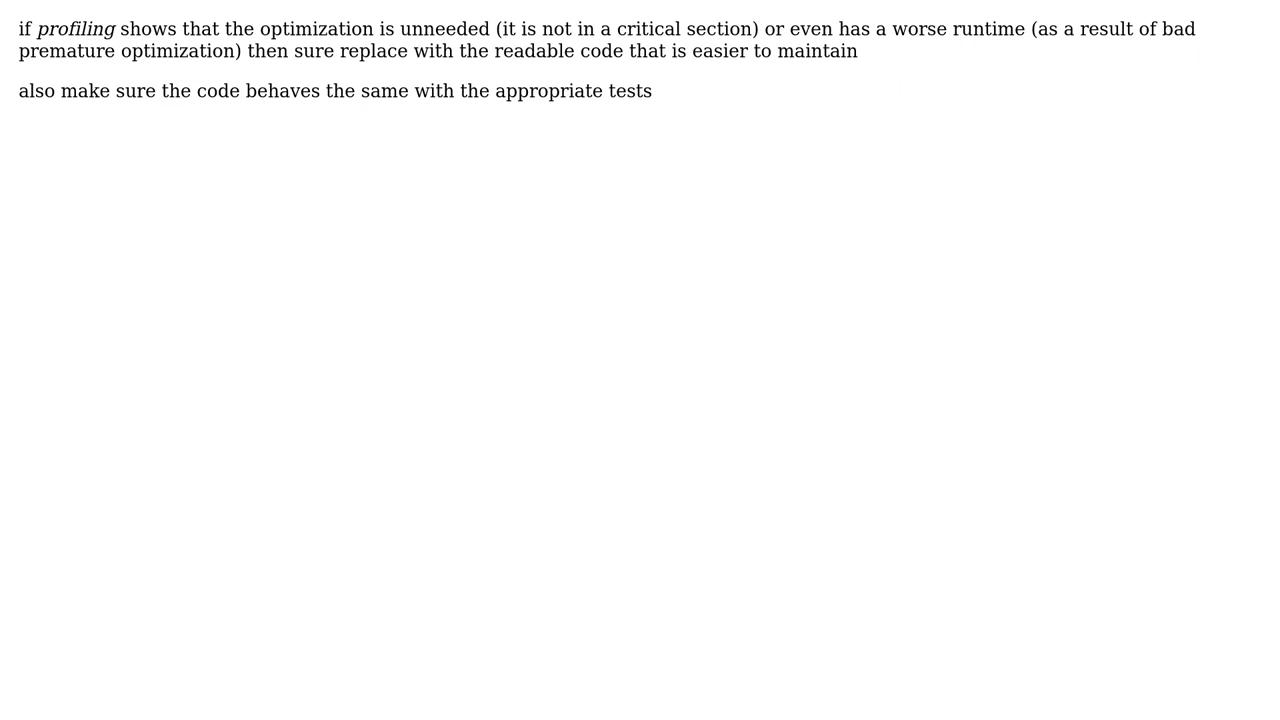 if profiling shows that the optimization is unneeded (it is not in a critical section) or even has a worse runtime (as a result of bad
premature optimization) then sure replace with the readable code that is easier to maintain
also make sure the code behaves the same with the appropriate tests